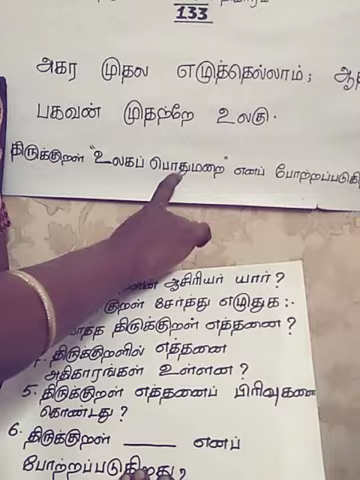 133
அகர முதல எழுத்தெல்லாம்; ஆதி
பகவன் முதற்றே உலகு.
திருக்குறள் "உலகப் பொதுமறை" எனப் போற்றப்படுகி
ஆசிரியர் யார்?
குறள் சேர்த்து எழுதுக:-
திருக்குறள் எத்தனை?
திருக்குறளில் எத்தனை
அதிகாரங்கள் உள்ளன?
5. திருக்குறள் எத்தனைப் பிரிவுகளை
கொண்டது?
6. திருக்குறள் ______ எனப்
போற்றப்படுகிறது?